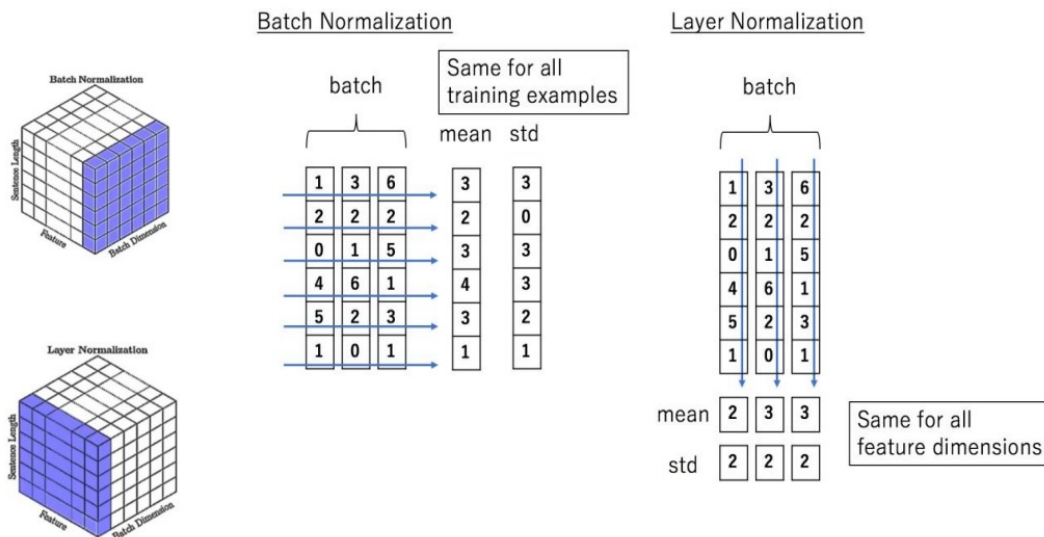 Batch Normalization
Layer Normalization
Batch Normalization
Sentence Length
Feature
Batch Dimension
Layer Normalization
Sentence Length
Feature
Batch Dimension
batch
Same for all
training examples
mean std
1 3 6 3 3
2 2 2 2 0
0 1 5 3 3
4 6 1 4 3
5 2 3 3 2
1 0 1 1 1
batch
1 3 6
2 2 2
0 1 5
4 6 1
5 2 3
1 0 1
mean 2 3 3
std 2 2 2
Same for all
feature dimensions